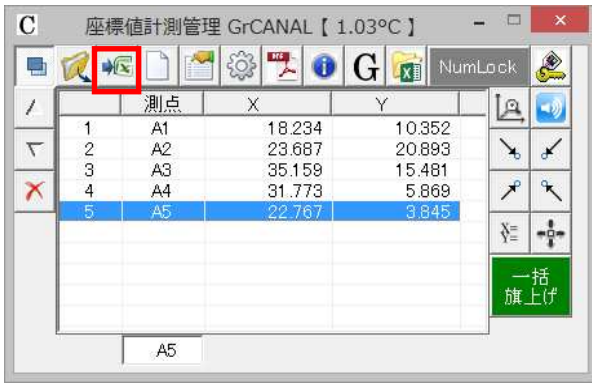 C 座標値計測管理 GrCANAL【 1.03℃ 】
G NumLock
測点 X Y
1 A1 18.234 10.352
2 A2 23.687 20.893
3 A3 35.159 15.481
4 A4 31.773 5.869
5 A5 22.767 3.845
X=
Y=
一括
旗上げ
A5